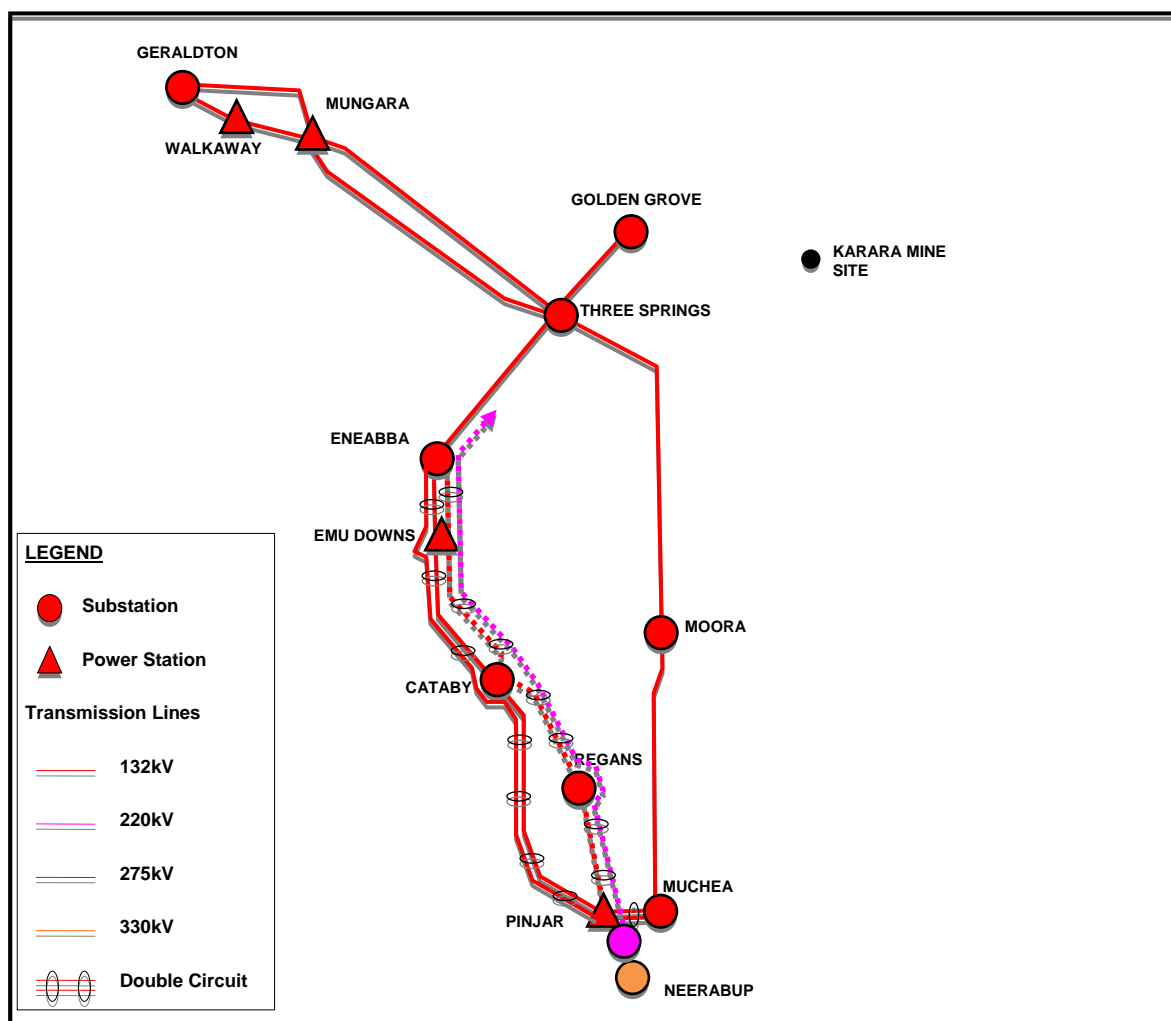 GERALDTON
MUNGARA
WALKAWAY
GOLDEN GROVE
KARARA MINE
SITE
THREE SPRINGS
ENEABBA
EMU DOWNS
MOORA
CATABY
REGANS
MUCHEA
PINJAR
NEERABUP
LEGEND
Substation
Power Station
Transmission Lines
132kV
220kV
275kV
330kV
Double Circuit